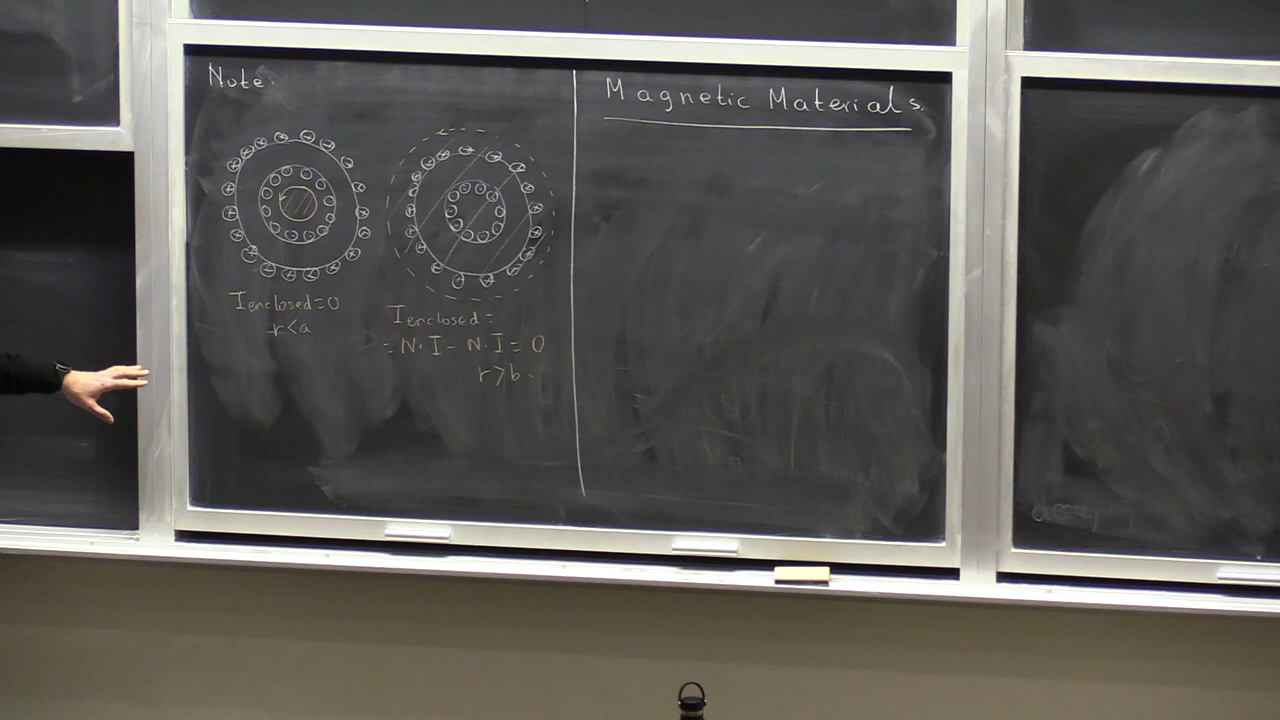 Note:
I enclosed = 0
r < a
I enclosed =
= N · I - N · I = 0
r > b.
Magnetic Materials.